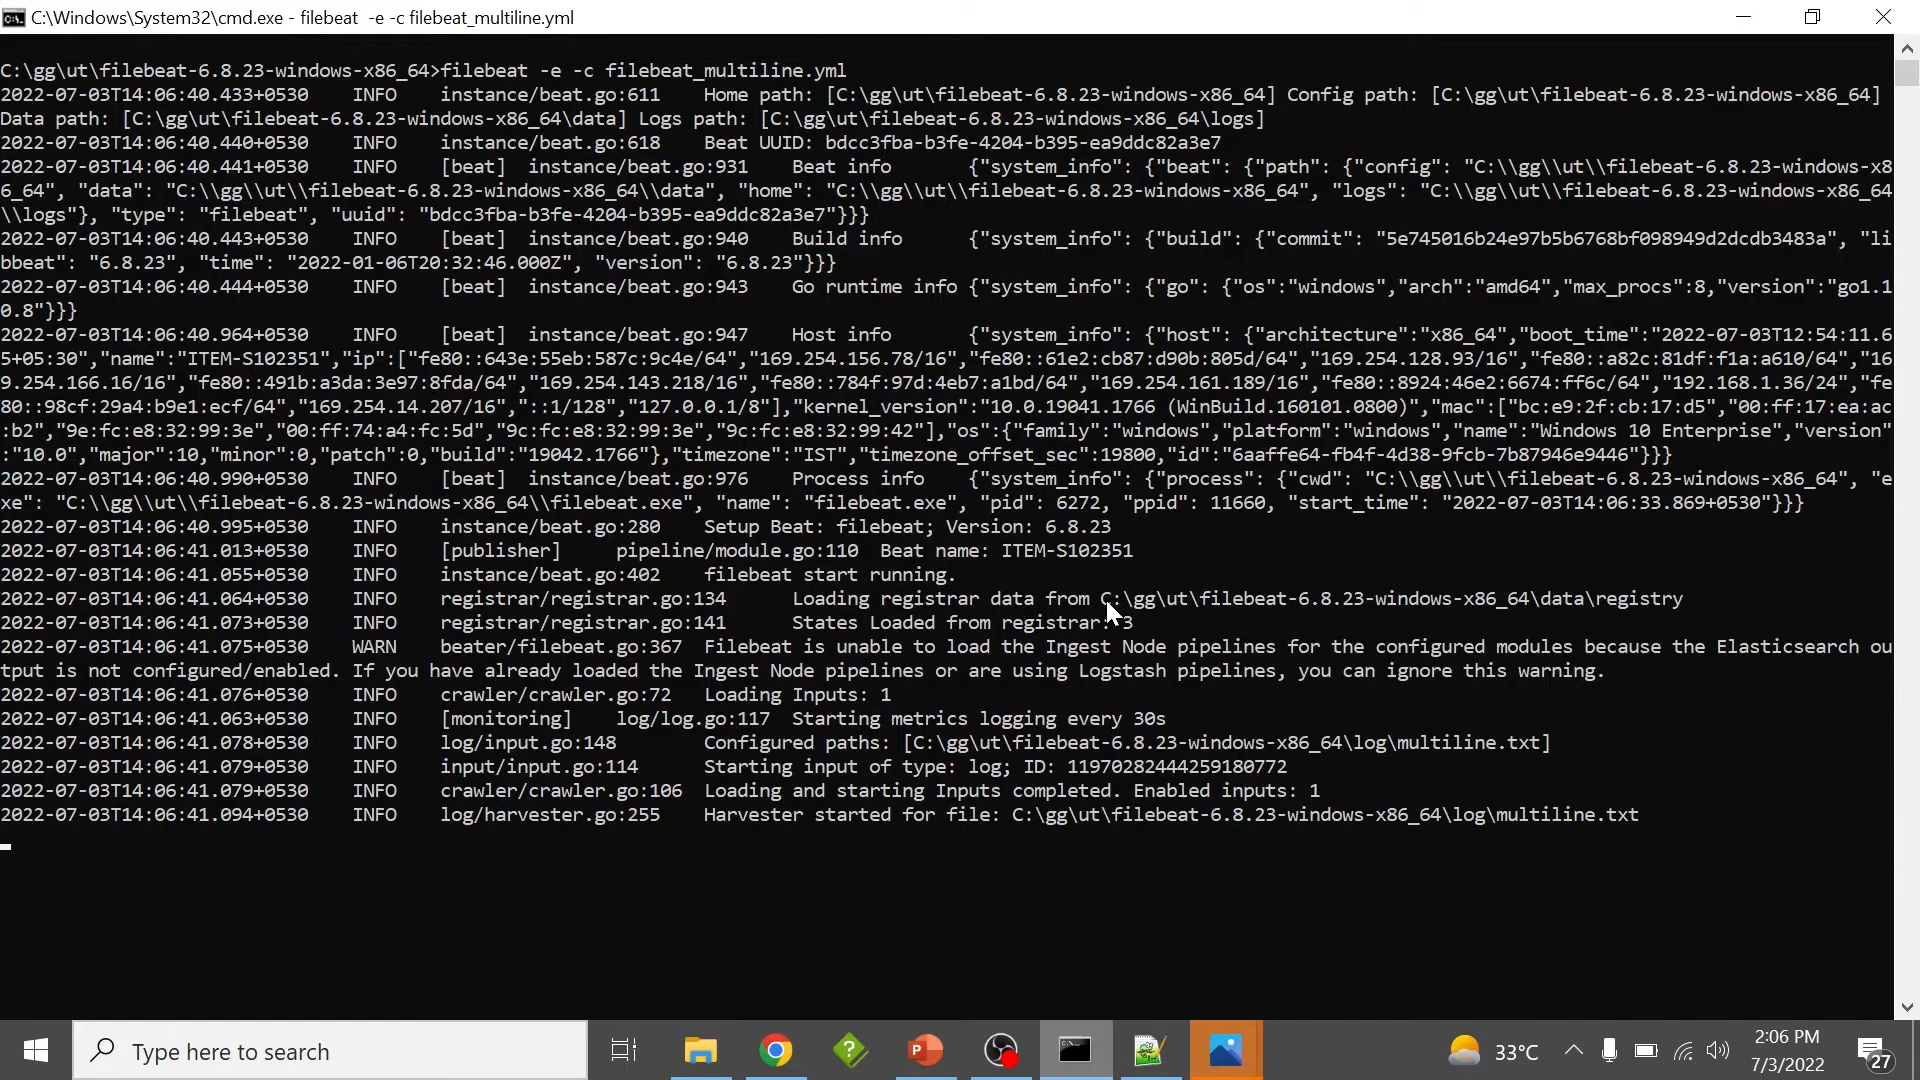 C:\Windows\System32\cmd.exe - filebeat  -e -c filebeat_multiline.yml
C:\gg\ut\filebeat-6.8.23-windows-x86_64>filebeat -e -c filebeat_multiline.yml
2022-07-03T14:06:40.433+0530    INFO    instance/beat.go:611    Home path: [C:\gg\ut\filebeat-6.8.23-windows-x86_64] Config path: [C:\gg\ut\filebeat-6.8.23-windows-x86_64]
Data path: [C:\gg\ut\filebeat-6.8.23-windows-x86_64\data] Logs path: [C:\gg\ut\filebeat-6.8.23-windows-x86_64\logs]
2022-07-03T14:06:40.440+0530    INFO    instance/beat.go:618    Beat UUID: bdcc3fba-b3fe-4204-b395-ea9ddc82a3e7
2022-07-03T14:06:40.441+0530    INFO    [beat]  instance/beat.go:931    Beat info       {"system_info": {"beat": {"path": {"config": "C:\\gg\\ut\\filebeat-6.8.23-windows-x8
6_64", "data": "C:\\gg\\ut\\filebeat-6.8.23-windows-x86_64\\data", "home": "C:\\gg\\ut\\filebeat-6.8.23-windows-x86_64", "logs": "C:\\gg\\ut\\filebeat-6.8.23-windows-x86_64
\\logs"}, "type": "filebeat", "uuid": "bdcc3fba-b3fe-4204-b395-ea9ddc82a3e7"}}}
2022-07-03T14:06:40.443+0530    INFO    [beat]  instance/beat.go:940    Build info      {"system_info": {"build": {"commit": "5e745016b24e97b5b6768bf098949d2dcdb3483a", "li
bbeat": "6.8.23", "time": "2022-01-06T20:32:46.000Z", "version": "6.8.23"}}}
2022-07-03T14:06:40.444+0530    INFO    [beat]  instance/beat.go:943    Go runtime info {"system_info": {"go": {"os":"windows","arch":"amd64","max_procs":8,"version":"go1.1
0.8"}}}
2022-07-03T14:06:40.964+0530    INFO    [beat]  instance/beat.go:947    Host info       {"system_info": {"host": {"architecture":"x86_64","boot_time":"2022-07-03T12:54:11.6
5+05:30","name":"ITEM-S102351","ip":["fe80::643e:55eb:587c:9c4e/64","169.254.156.78/16","fe80::61e2:cb87:d90b:805d/64","169.254.128.93/16","fe80::a82c:81df:f1a:a610/64","16
9.254.166.16/16","fe80::491b:a3da:3e97:8fda/64","169.254.143.218/16","fe80::784f:97d:4eb7:a1bd/64","169.254.161.189/16","fe80::8924:46e2:6674:ff6c/64","192.168.1.36/24","fe
80::98cf:29a4:b9e1:ecf/64","169.254.14.207/16","::1/128","127.0.0.1/8"],"kernel_version":"10.0.19041.1766 (WinBuild.160101.0800)","mac":["bc:e9:2f:cb:17:d5","00:ff:17:ea:ac
:b2","9e:fc:e8:32:99:3e","00:ff:74:a4:fc:5d","9c:fc:e8:32:99:3e","9c:fc:e8:32:99:42"],"os":{"family":"windows","platform":"windows","name":"Windows 10 Enterprise","version"
:"10.0","major":10,"minor":0,"patch":0,"build":"19042.1766"},"timezone":"IST","timezone_offset_sec":19800,"id":"6aaffe64-fb4f-4d38-9fcb-7b87946e9446"}}}
2022-07-03T14:06:40.990+0530    INFO    [beat]  instance/beat.go:976    Process info    {"system_info": {"process": {"cwd": "C:\\gg\\ut\\filebeat-6.8.23-windows-x86_64", "e
xe": "C:\\gg\\ut\\filebeat-6.8.23-windows-x86_64\\filebeat.exe", "name": "filebeat.exe", "pid": 6272, "ppid": 11660, "start_time": "2022-07-03T14:06:33.869+0530"}}}
2022-07-03T14:06:40.995+0530    INFO    instance/beat.go:280    Setup Beat: filebeat; Version: 6.8.23
2022-07-03T14:06:41.013+0530    INFO    [publisher]     pipeline/module.go:110  Beat name: ITEM-S102351
2022-07-03T14:06:41.055+0530    INFO    instance/beat.go:402    filebeat start running.
2022-07-03T14:06:41.064+0530    INFO    registrar/registrar.go:134      Loading registrar data from C:\gg\ut\filebeat-6.8.23-windows-x86_64\data\registry
2022-07-03T14:06:41.073+0530    INFO    registrar/registrar.go:141      States Loaded from registrar: 3
2022-07-03T14:06:41.075+0530    WARN    beater/filebeat.go:367  Filebeat is unable to load the Ingest Node pipelines for the configured modules because the Elasticsearch ou
tput is not configured/enabled. If you have already loaded the Ingest Node pipelines or are using Logstash pipelines, you can ignore this warning.
2022-07-03T14:06:41.076+0530    INFO    crawler/crawler.go:72   Loading Inputs: 1
2022-07-03T14:06:41.063+0530    INFO    [monitoring]    log/log.go:117  Starting metrics logging every 30s
2022-07-03T14:06:41.078+0530    INFO    log/input.go:148        Configured paths: [C:\gg\ut\filebeat-6.8.23-windows-x86_64\log\multiline.txt]
2022-07-03T14:06:41.079+0530    INFO    input/input.go:114      Starting input of type: log; ID: 11970282444259180772
2022-07-03T14:06:41.079+0530    INFO    crawler/crawler.go:106  Loading and starting Inputs completed. Enabled inputs: 1
2022-07-03T14:06:41.094+0530    INFO    log/harvester.go:255    Harvester started for file: C:\gg\ut\filebeat-6.8.23-windows-x86_64\log\multiline.txt
Type here to search
33°C
2:06 PM
7/3/2022
27